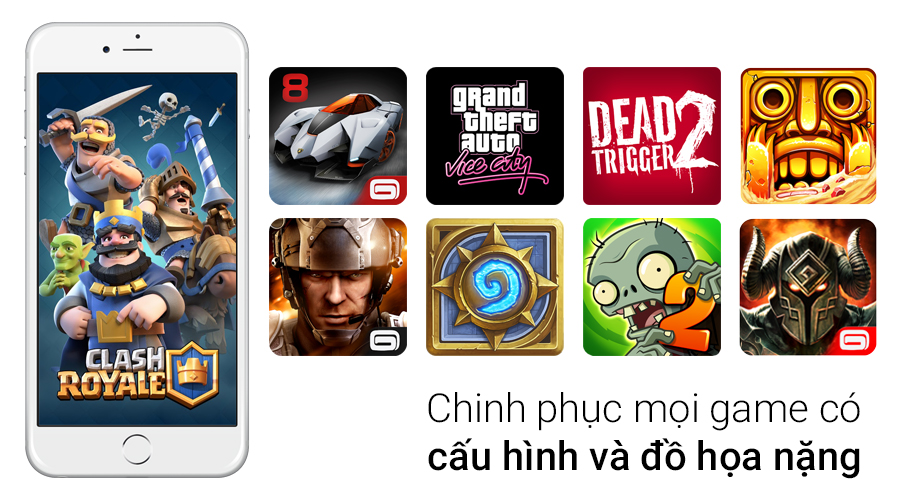 CLASH
ROYALE
8
grand
theft
auto
Vice City
DEAD
TRIGGER 2
2
Chinh phục mọi game có
cấu hình và đồ họa nặng